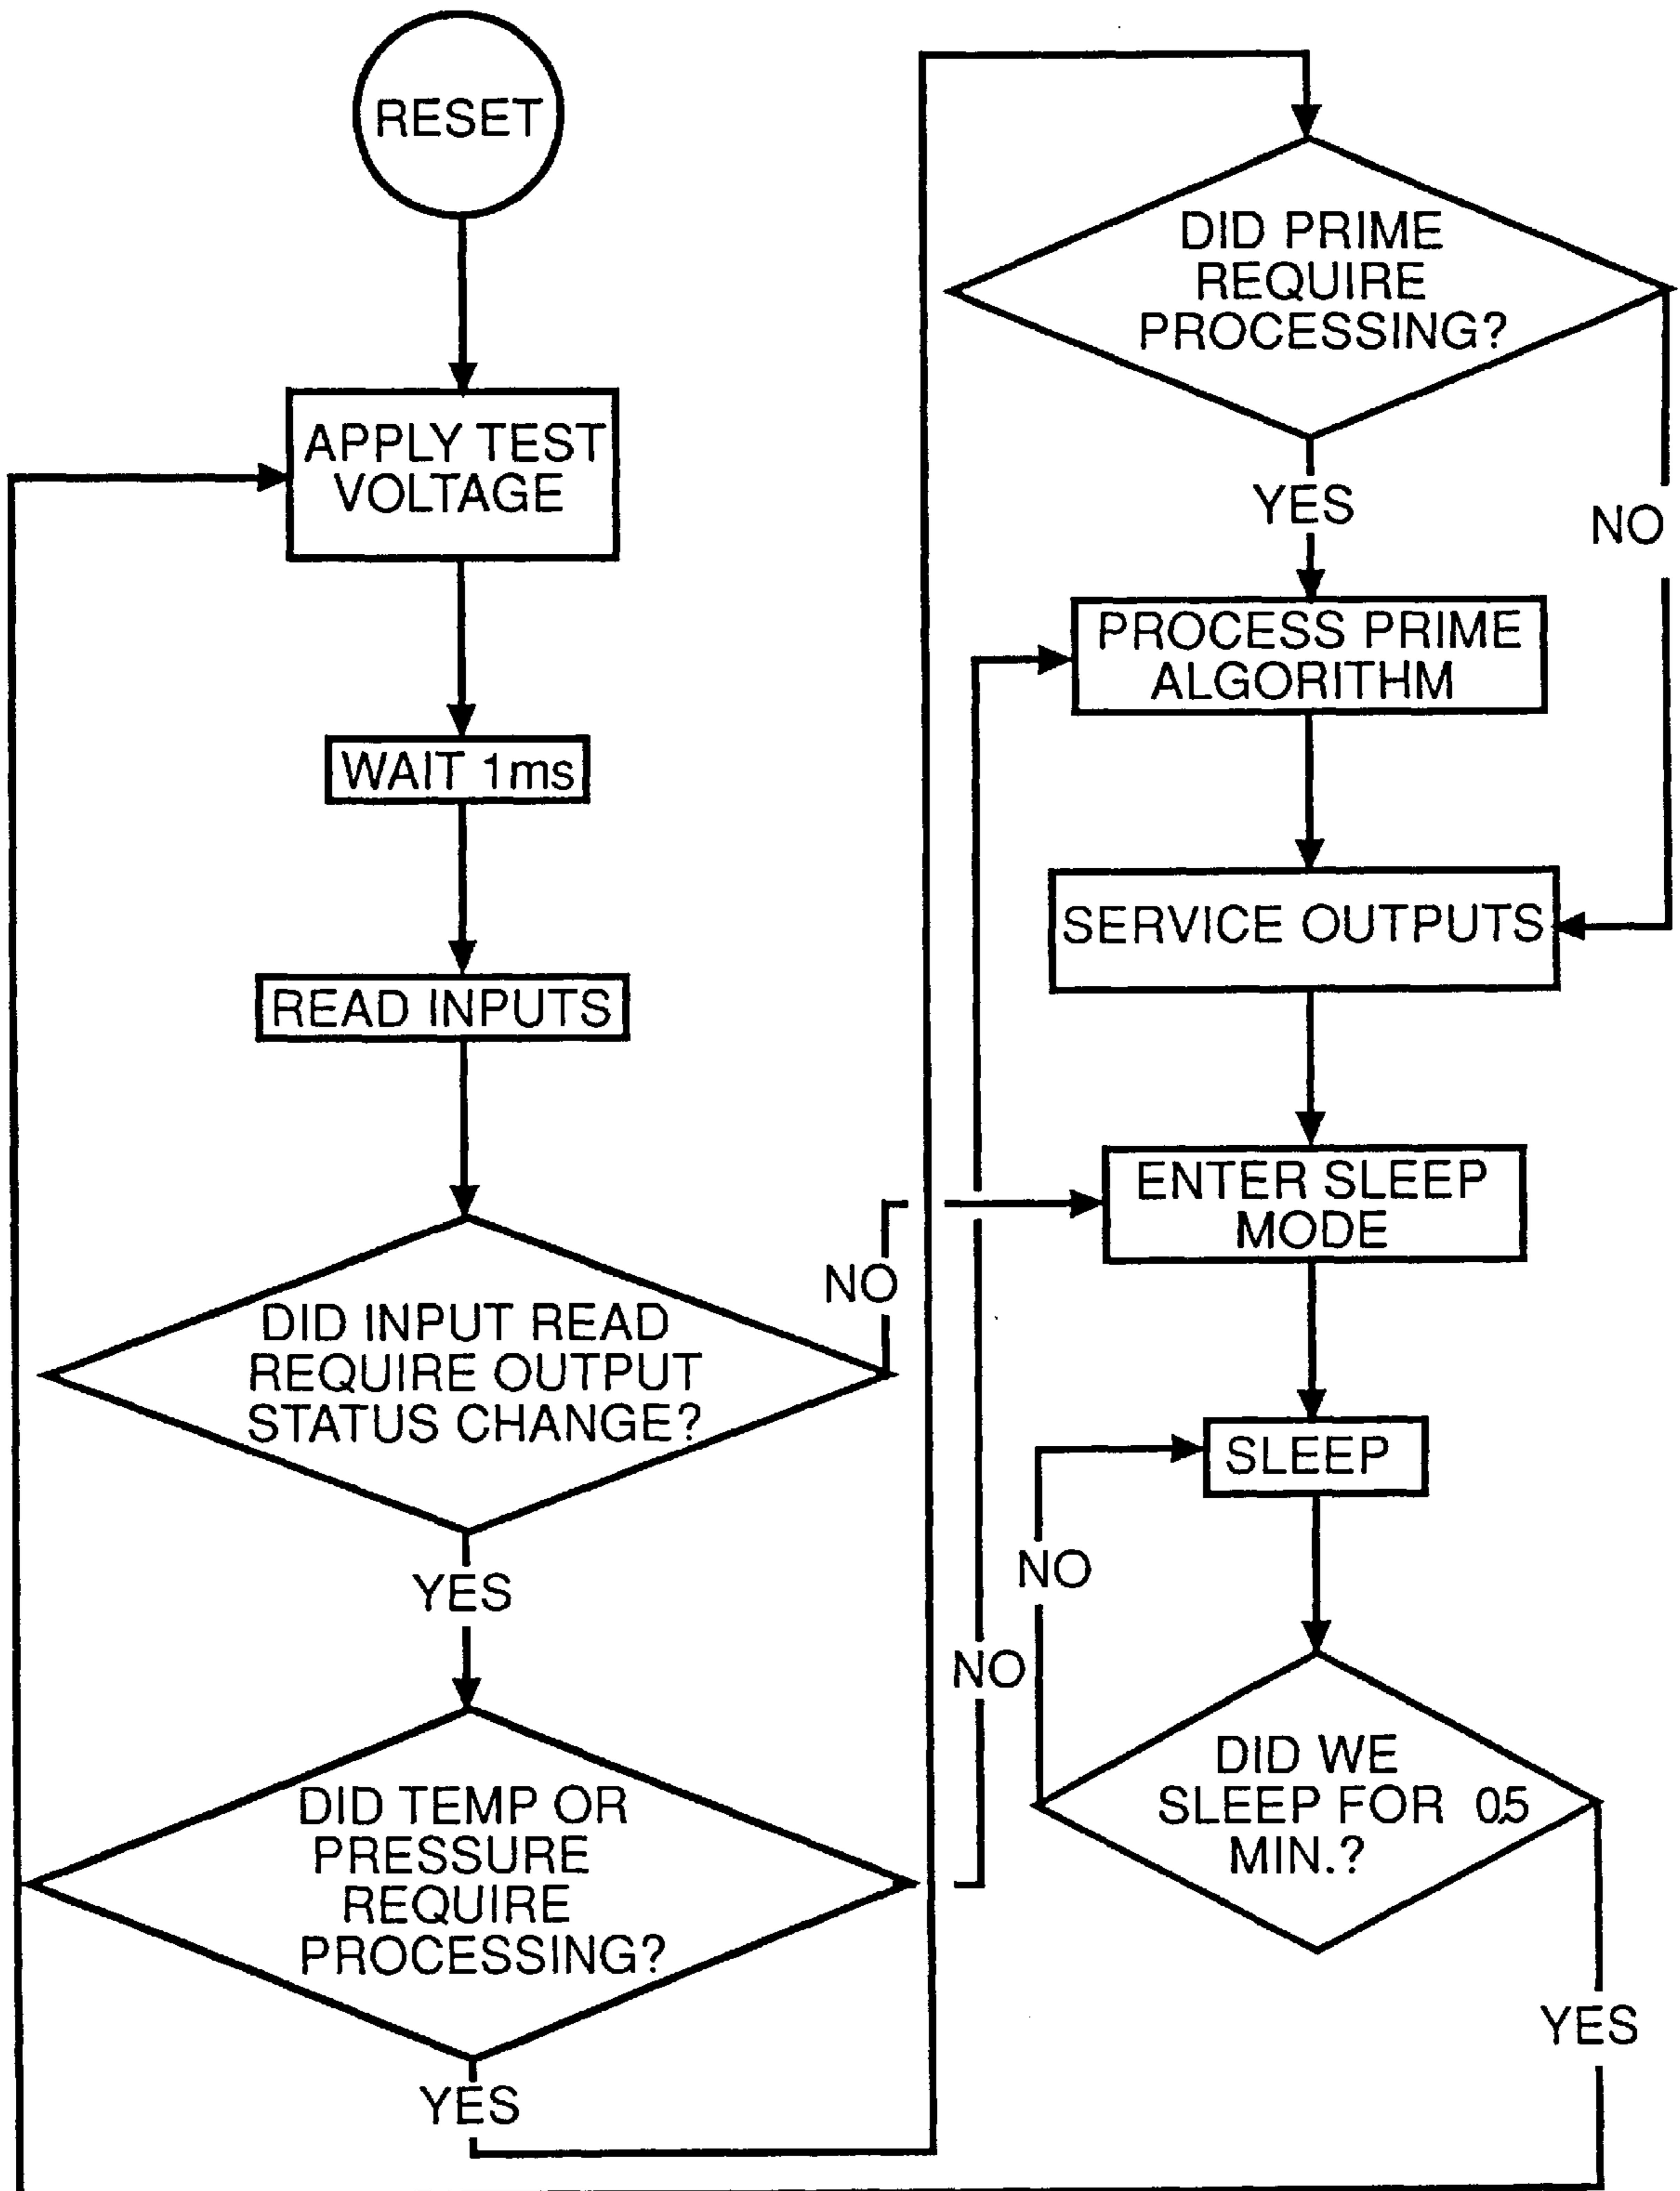 RESET
APPLY TEST
VOLTAGE
WAIT 1ms
READ INPUTS
DID INPUT READ
REQUIRE OUTPUT
STATUS CHANGE?
NO
YES
DID TEMP OR
PRESSURE
REQUIRE
PROCESSING?
NO
YES
DID PRIME
REQUIRE
PROCESSING?
YES
NO
PROCESS PRIME
ALGORITHM
SERVICE OUTPUTS
ENTER SLEEP
MODE
SLEEP
NO
DID WE
SLEEP FOR 0.5
MIN.?
YES